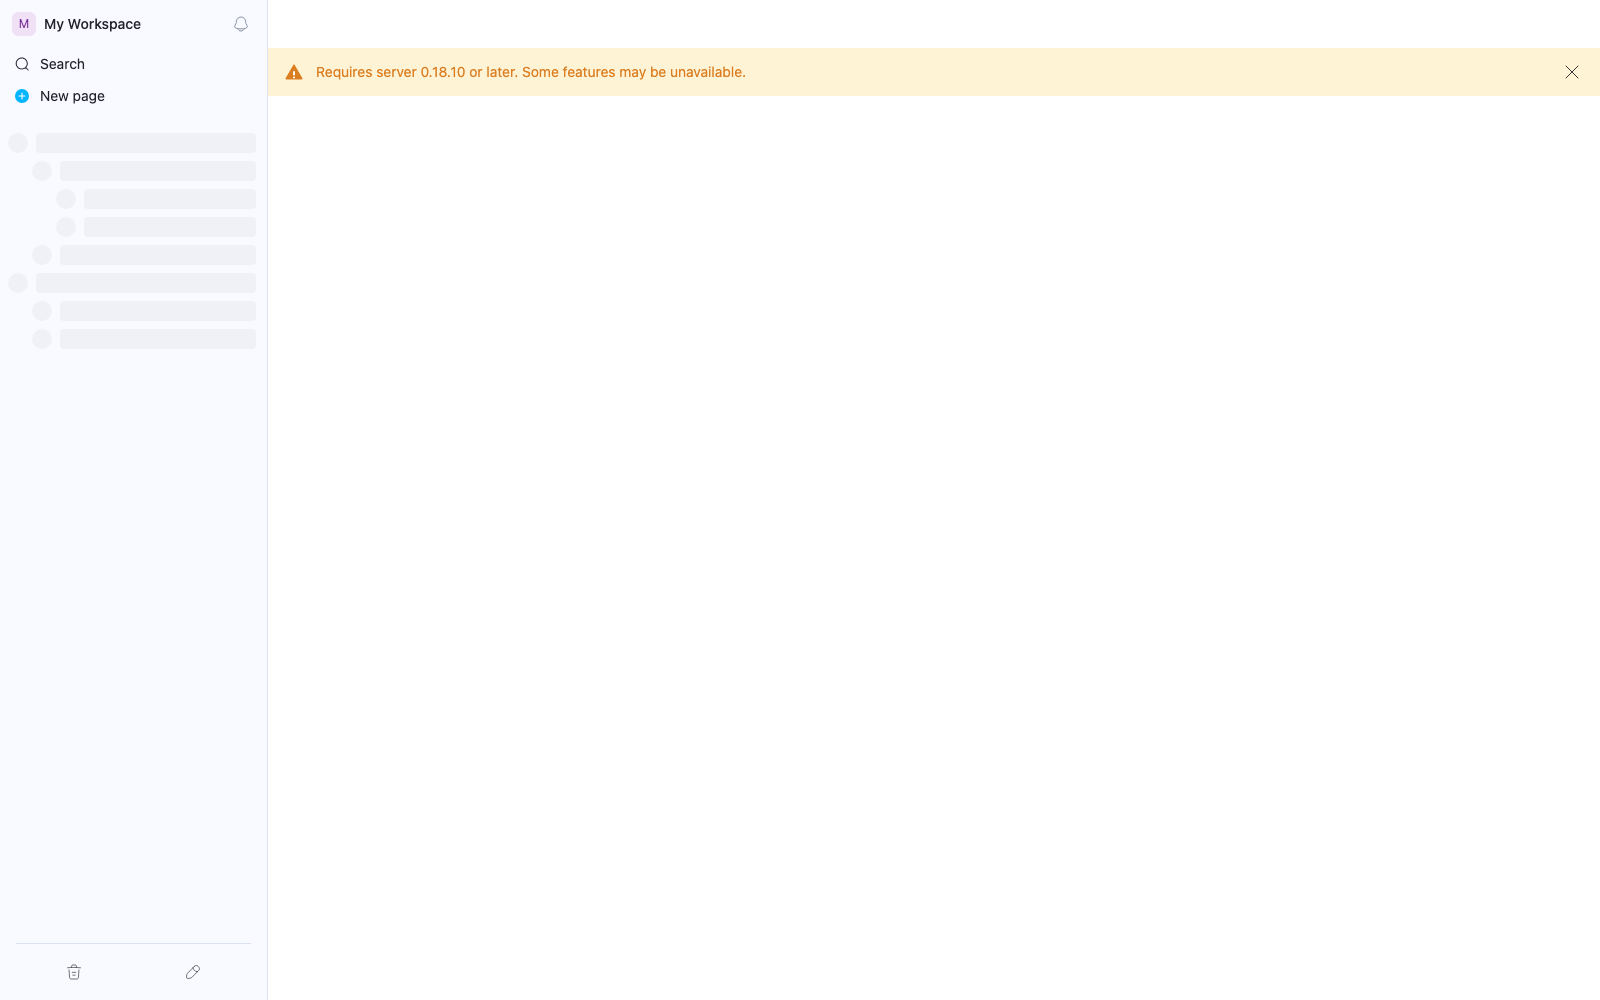 M My Workspace
Search
New page
Requires server 0.18.10 or later. Some features may be unavailable.